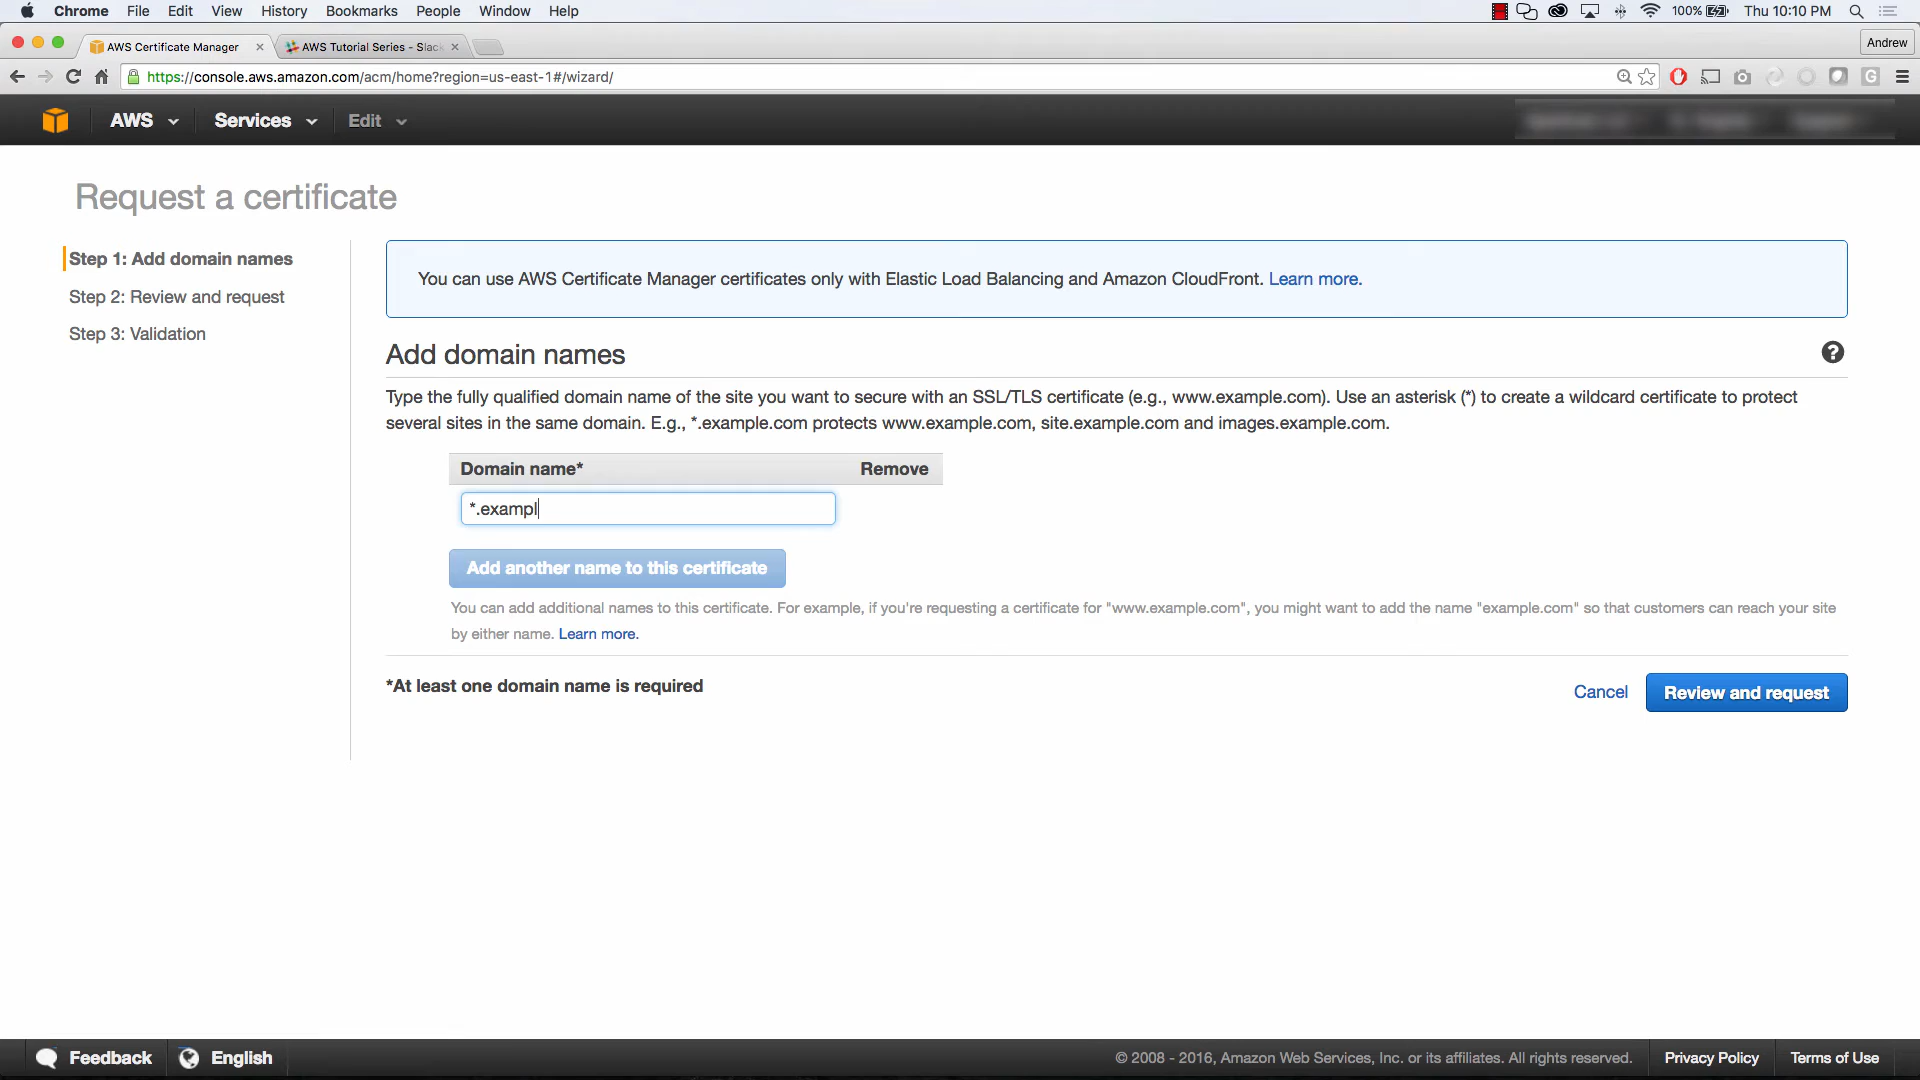 Chrome File Edit View History Bookmarks People Window Help 100% Thu 10:10 PM
AWS Certificate Manager AWS Tutorial Series - Slac Andrew
https://console.aws.amazon.com/acm/home?region=us-east-1#/wizard/
AWS Services Edit
Request a certificate
Step 1: Add domain names
Step 2: Review and request
Step 3: Validation
You can use AWS Certificate Manager certificates only with Elastic Load Balancing and Amazon CloudFront. Learn more.
Add domain names
?
Type the fully qualified domain name of the site you want to secure with an SSL/TLS certificate (e.g., www.example.com). Use an asterisk (*) to create a wildcard certificate to protect
several sites in the same domain. E.g., *.example.com protects www.example.com, site.example.com and images.example.com.
Domain name* Remove
*.exampl
Add another name to this certificate
You can add additional names to this certificate. For example, if you're requesting a certificate for "www.example.com", you might want to add the name "example.com" so that customers can reach your site
by either name. Learn more.
*At least one domain name is required
Cancel Review and request
Feedback English © 2008 - 2016, Amazon Web Services, Inc. or its affiliates. All rights reserved. Privacy Policy Terms of Use